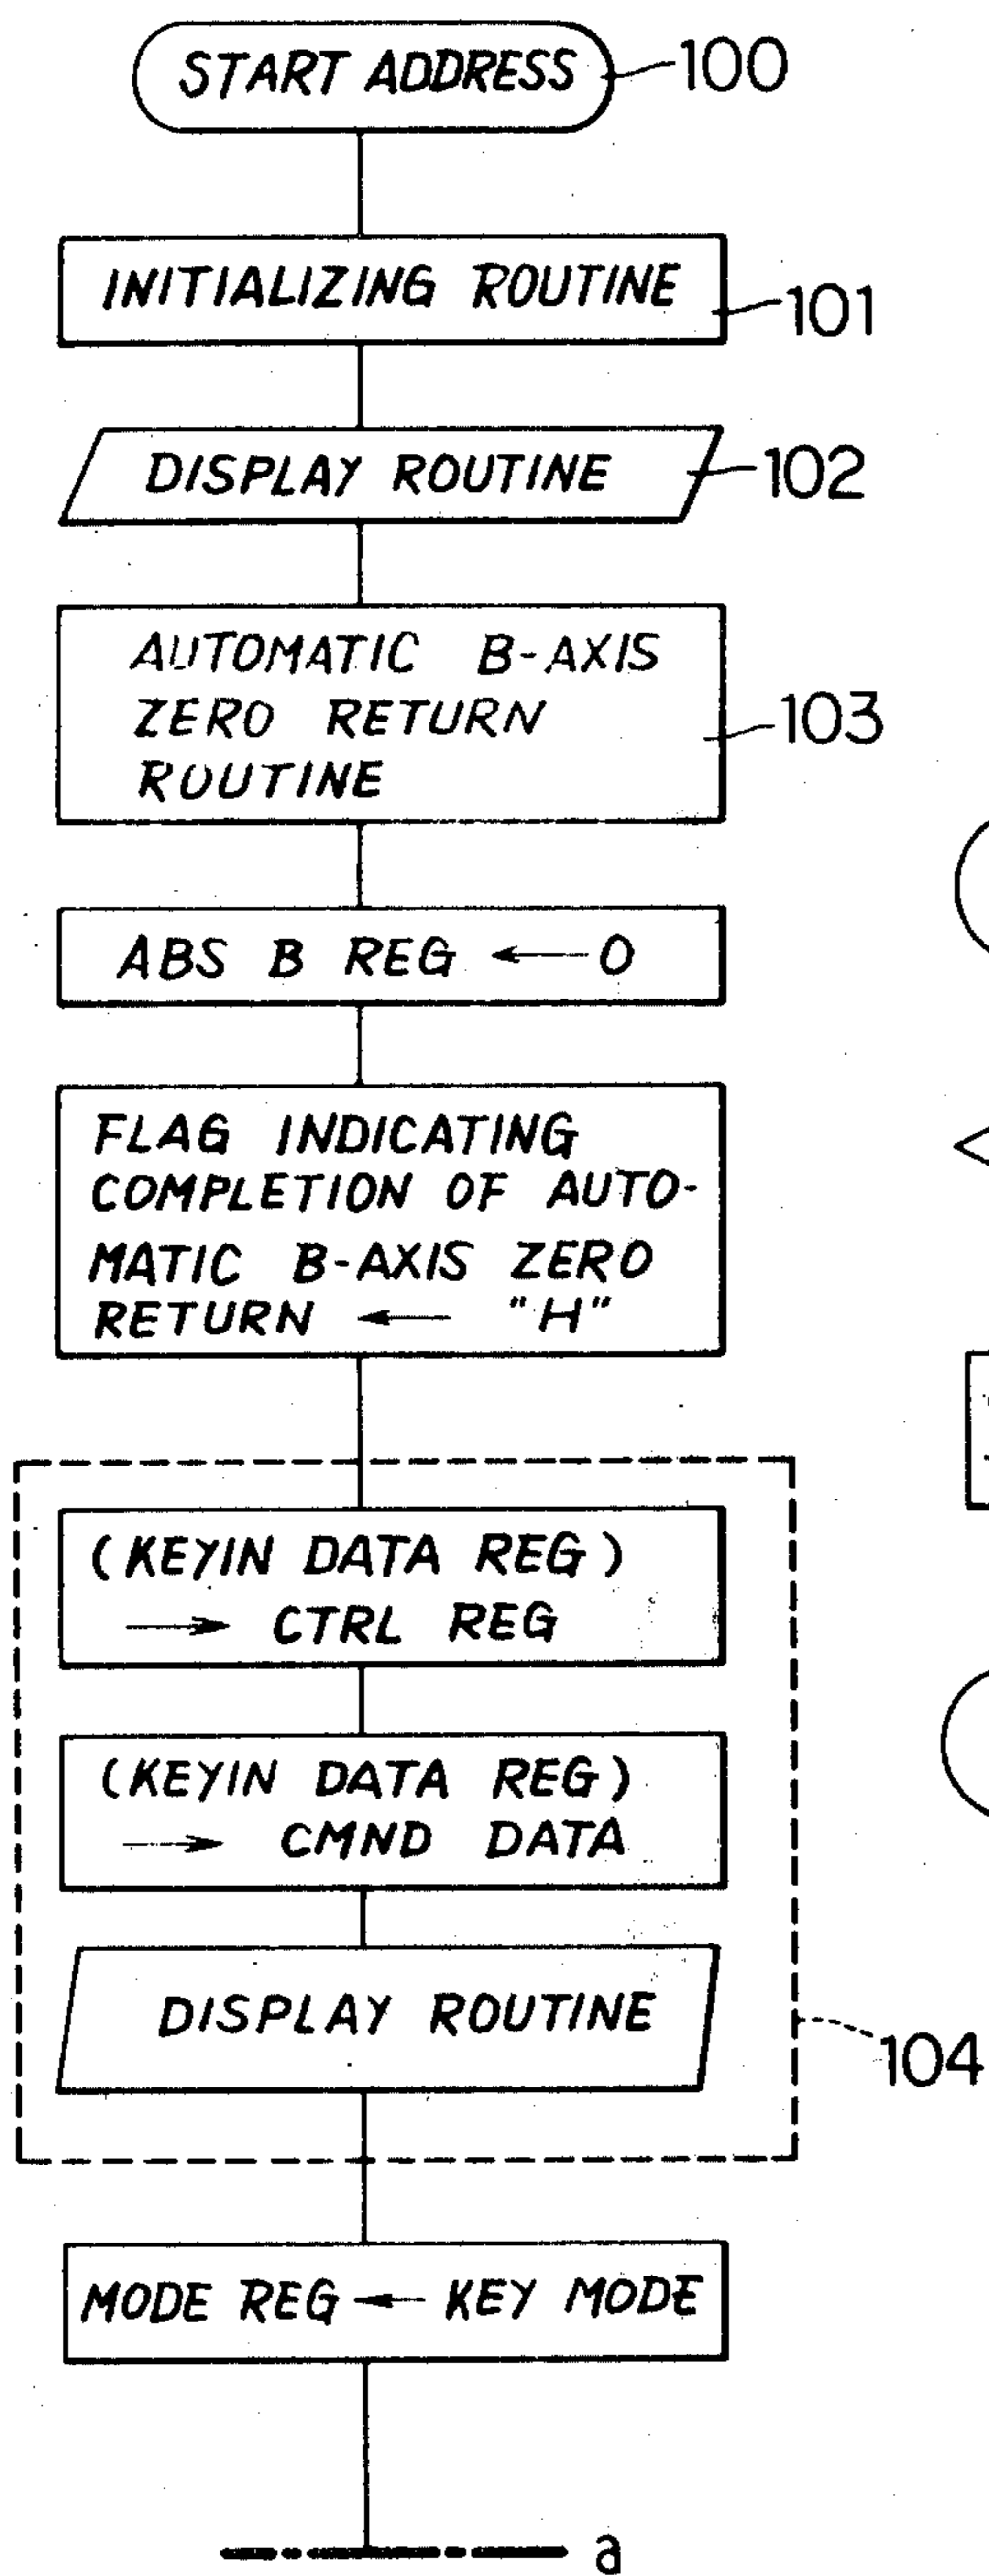 START ADDRESS
100
INITIALIZING ROUTINE
101
DISPLAY ROUTINE
102
AUTOMATIC B-AXIS
ZERO RETURN
ROUTINE
103
ABS B REG ← 0
FLAG INDICATING
COMPLETION OF AUTO-
MATIC B-AXIS ZERO
RETURN ← "H"
(KEYIN DATA REG)
→ CTRL REG
(KEYIN DATA REG)
→ CMND DATA
DISPLAY ROUTINE
104
MODE REG ← KEY MODE
a